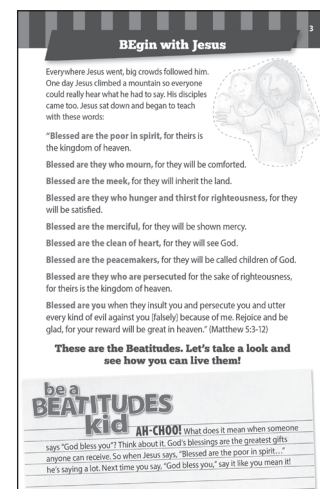 3
BEgin with Jesus
Everywhere Jesus went, big crowds followed him.
One day Jesus climbed a mountain so everyone
could really hear what he had to say. His disciples
came too. Jesus sat down and began to teach
with these words:
"Blessed are the poor in spirit, for theirs is
the kingdom of heaven.
Blessed are they who mourn, for they will be comforted.
Blessed are the meek, for they will inherit the land.
Blessed are they who hunger and thirst for righteousness, for they
will be satisfied.
Blessed are the merciful, for they will be shown mercy.
Blessed are the clean of heart, for they will see God.
Blessed are the peacemakers, for they will be called children of God.
Blessed are they who are persecuted for the sake of righteousness,
for theirs is the kingdom of heaven.
Blessed are you when they insult you and persecute you and utter
every kind of evil against you [falsely] because of me. Rejoice and be
glad, for your reward will be great in heaven." (Matthew 5:3-12)
These are the Beatitudes. Let's take a look and
see how you can live them!
be a
BEATITUDES
kid
AH-CHOO! What does it mean when someone
says "God bless you"? Think about it. God's blessings are the greatest gifts
anyone can receive. So when Jesus says, "Blessed are the poor in spirit…"
he's saying a lot. Next time you say, "God bless you," say it like you mean it!